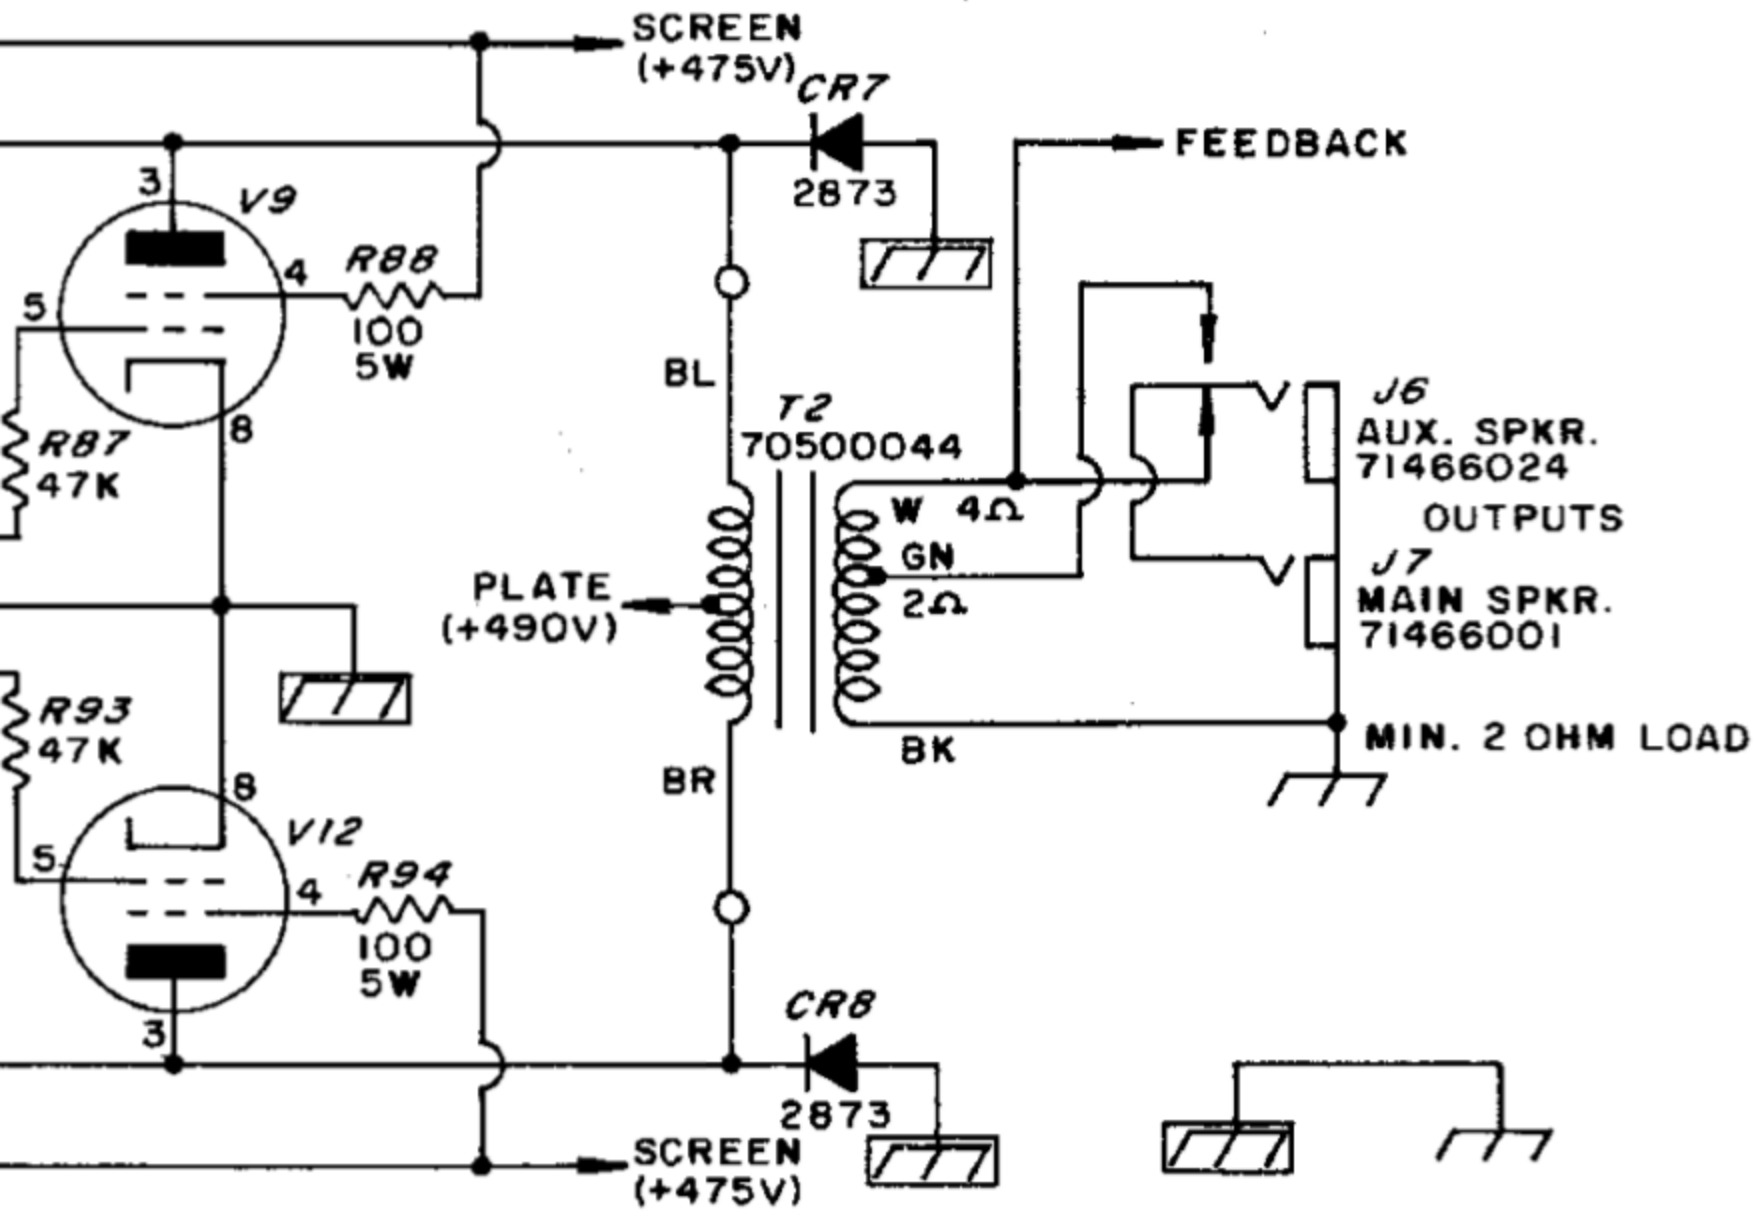 SCREEN
(+475V)
CR7
2873
FEEDBACK
3
V9
4
R88
100
5W
5
8
R87
47K
BL
T2
70500044
W 4Ω
GN
2Ω
J6
AUX. SPKR.
71466024
OUTPUTS
J7
MAIN SPKR.
71466001
PLATE
(+490V)
R93
47K
BK
MIN. 2 OHM LOAD
BR
8
V12
5
4
R94
100
5W
3
CR8
2873
SCREEN
(+475V)